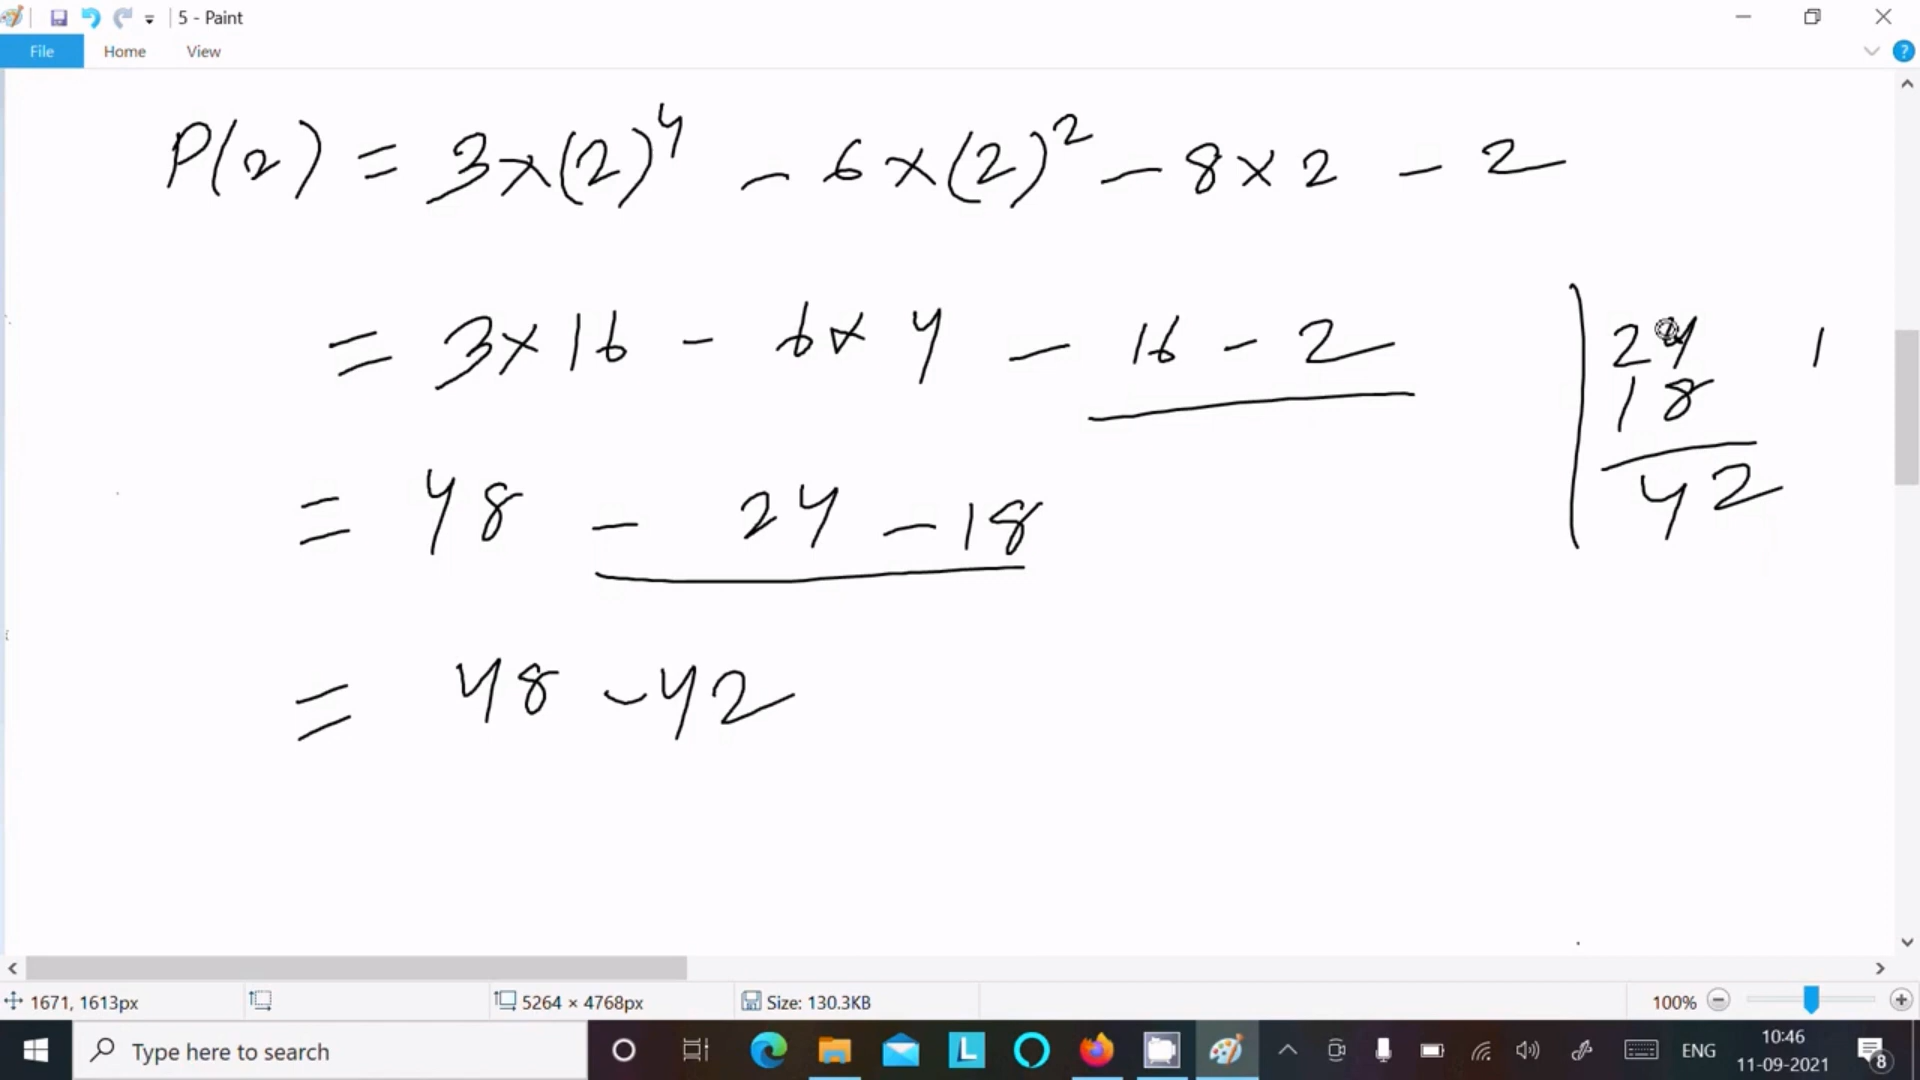 5 - Paint
File Home View
P(2) = 3×(2)^4 - 6×(2)^2 - 8×2 - 2
= 3×16 - 6×4 - 16 - 2
24 1
18
42
= 48 - 24 - 18
= 48 - 42
1671, 1613px 5264 × 4768px Size: 130.3KB 100%
Type here to search
ENG
10:46
11-09-2021
8